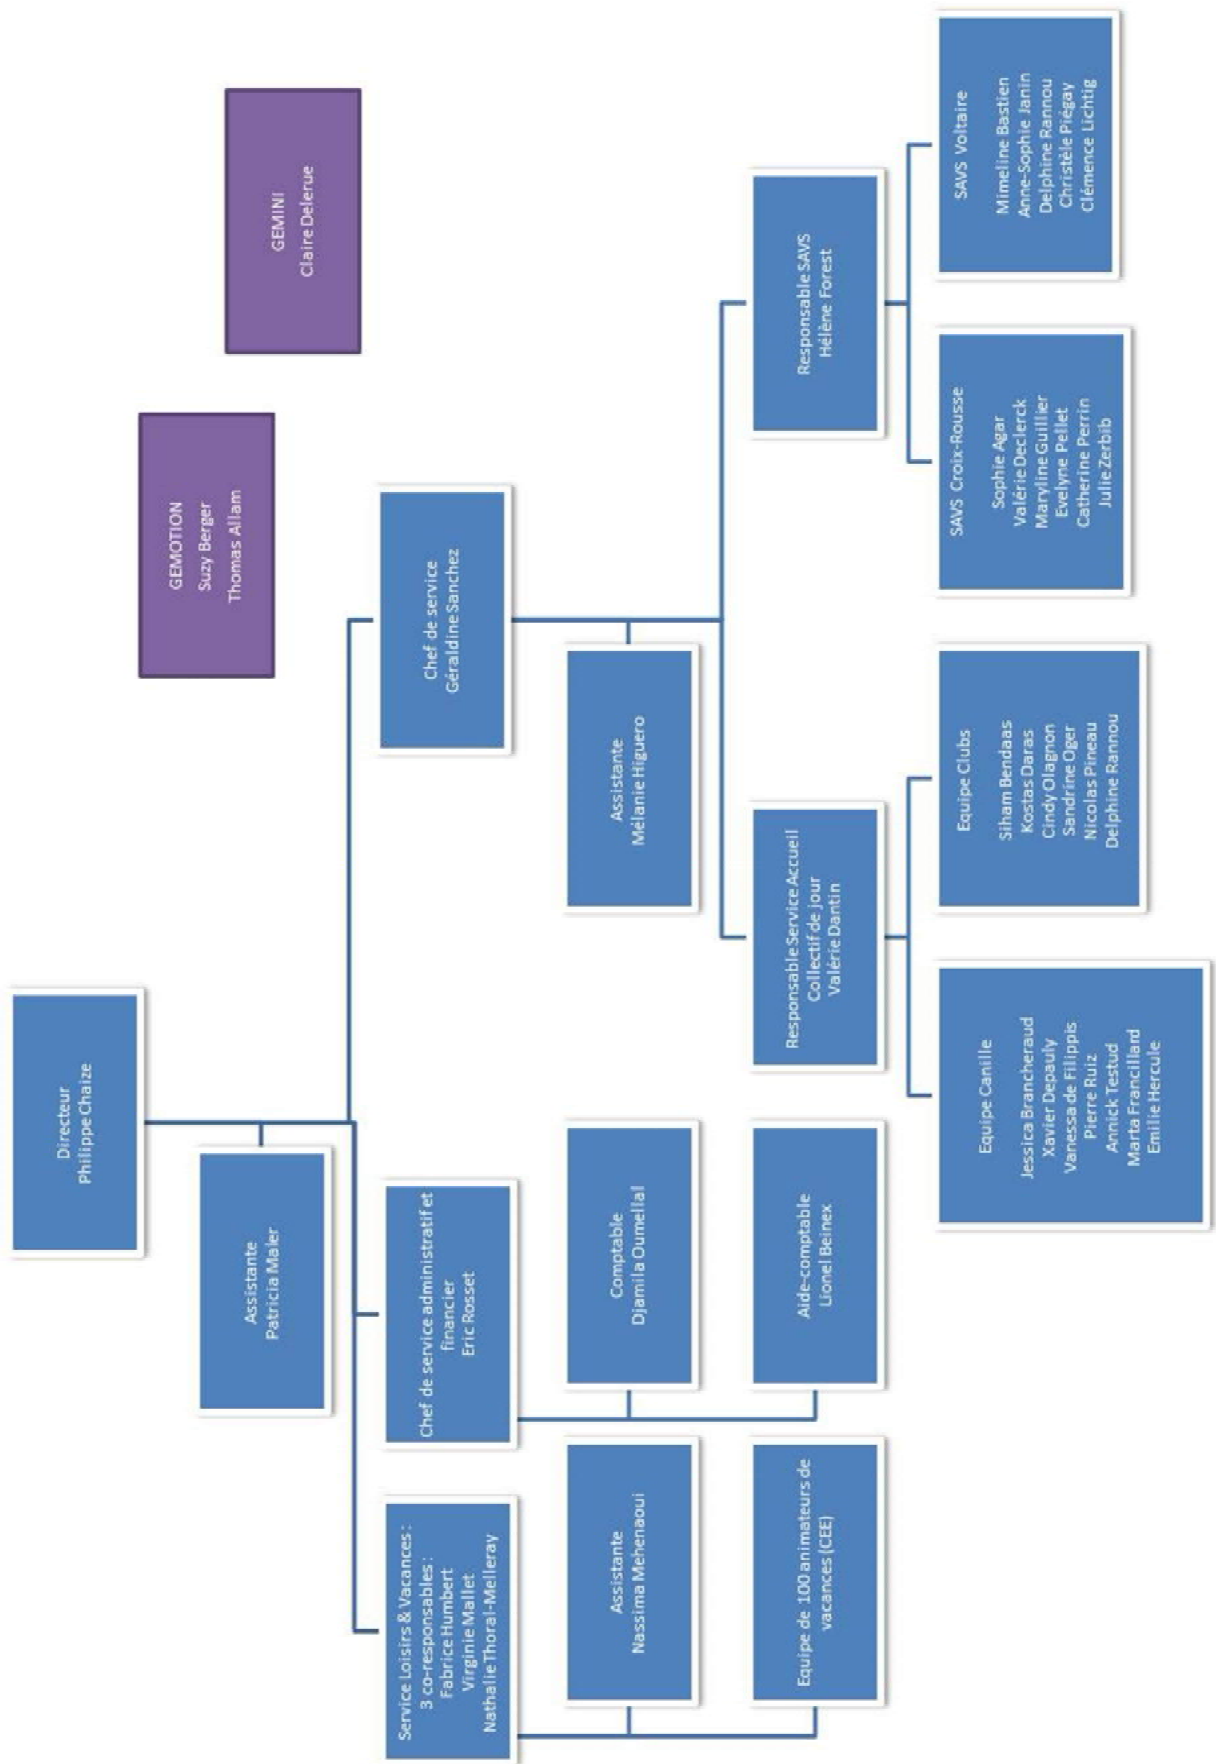 Directeur
Philippe Chaize
Assistante
Patricia Maler
GEMOTION
Suzy Berger
Thomas Allam
GEMINI
Claire Delerue
Service Loisirs & Vacances :
3 co-responsables :
Fabrice Humbert
Virginie Mallet
Nathalie Thoral-Melleray
Chef de service administratif et
financier
Eric Rosset
Chef de service
Géraldine Sanchez
Assistante
Nassima Mehenaoui
Comptable
Djamila Oumellal
Assistante
Mélanie Higuero
Equipe de 100 animateurs de
vacances (CEE)
Aide-comptable
Lionel Beinex
Responsable Service Accueil
Collectif de jour
Valérie Dantin
Responsable SAVS
Hélène Forest
Equipe Canille
Jessica Brancheraud
Xavier Depauly
Vanessa de Filippis
Pierre Ruiz
Annick Testud
Marta Francillard
Emilie Hercule
Equipe Clubs
Siham Bendaas
Kostas Daras
Cindy Olagnon
Sandrine Oger
Nicolas Pineau
Delphine Rannou
SAVS Croix-Rousse
Sophie Agar
Valérie Declerck
Maryline Guillier
Evelyne Pellet
Catherine Perrin
Julie Zerbib
SAVS Voltaire
Mimeline Bastien
Anne-Sophie Janin
Delphine Rannou
Christèle Piégay
Clémence Lichtig